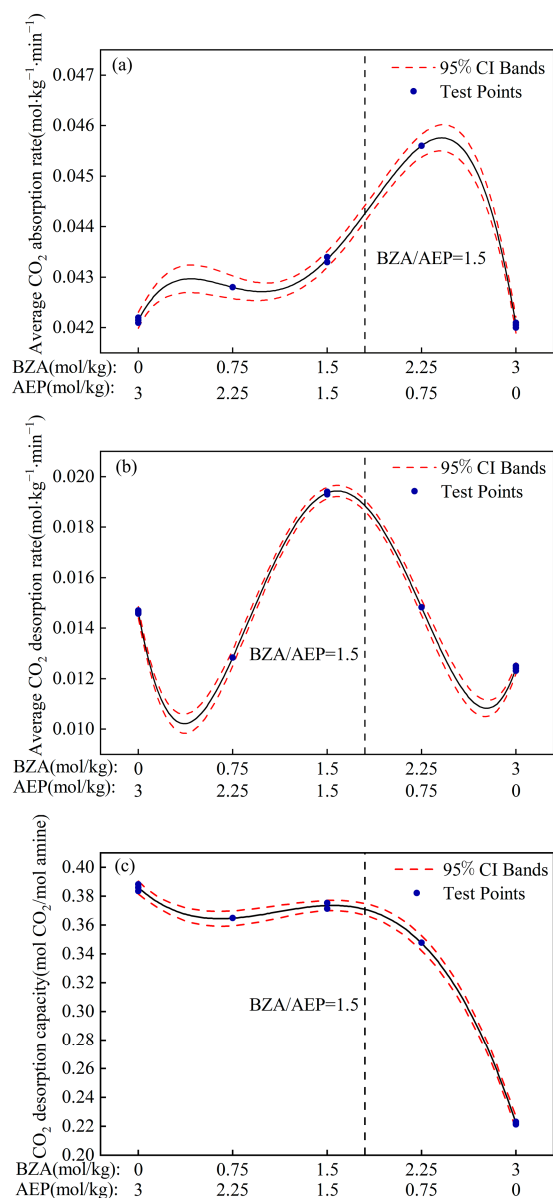 (a)
95% CI Bands
Test Points
Average CO₂ absorption rate(mol·kg⁻¹·min⁻¹)
0.047
0.046
0.045
0.044
0.043
0.042
BZA/AEP=1.5
BZA(mol/kg): 0 0.75 1.5 2.25 3
AEP(mol/kg): 3 2.25 1.5 0.75 0
(b)
95% CI Bands
Test Points
Average CO₂ desorption rate(mol·kg⁻¹·min⁻¹)
0.020
0.018
0.016
0.014
0.012
0.010
BZA/AEP=1.5
BZA(mol/kg): 0 0.75 1.5 2.25 3
AEP(mol/kg): 3 2.25 1.5 0.75 0
(c)
95% CI Bands
Test Points
CO₂ desorption capacity(mol CO₂/mol amine)
0.40
0.38
0.36
0.34
0.32
0.30
0.28
0.26
0.24
0.22
0.20
BZA/AEP=1.5
BZA(mol/kg): 0 0.75 1.5 2.25 3
AEP(mol/kg): 3 2.25 1.5 0.75 0